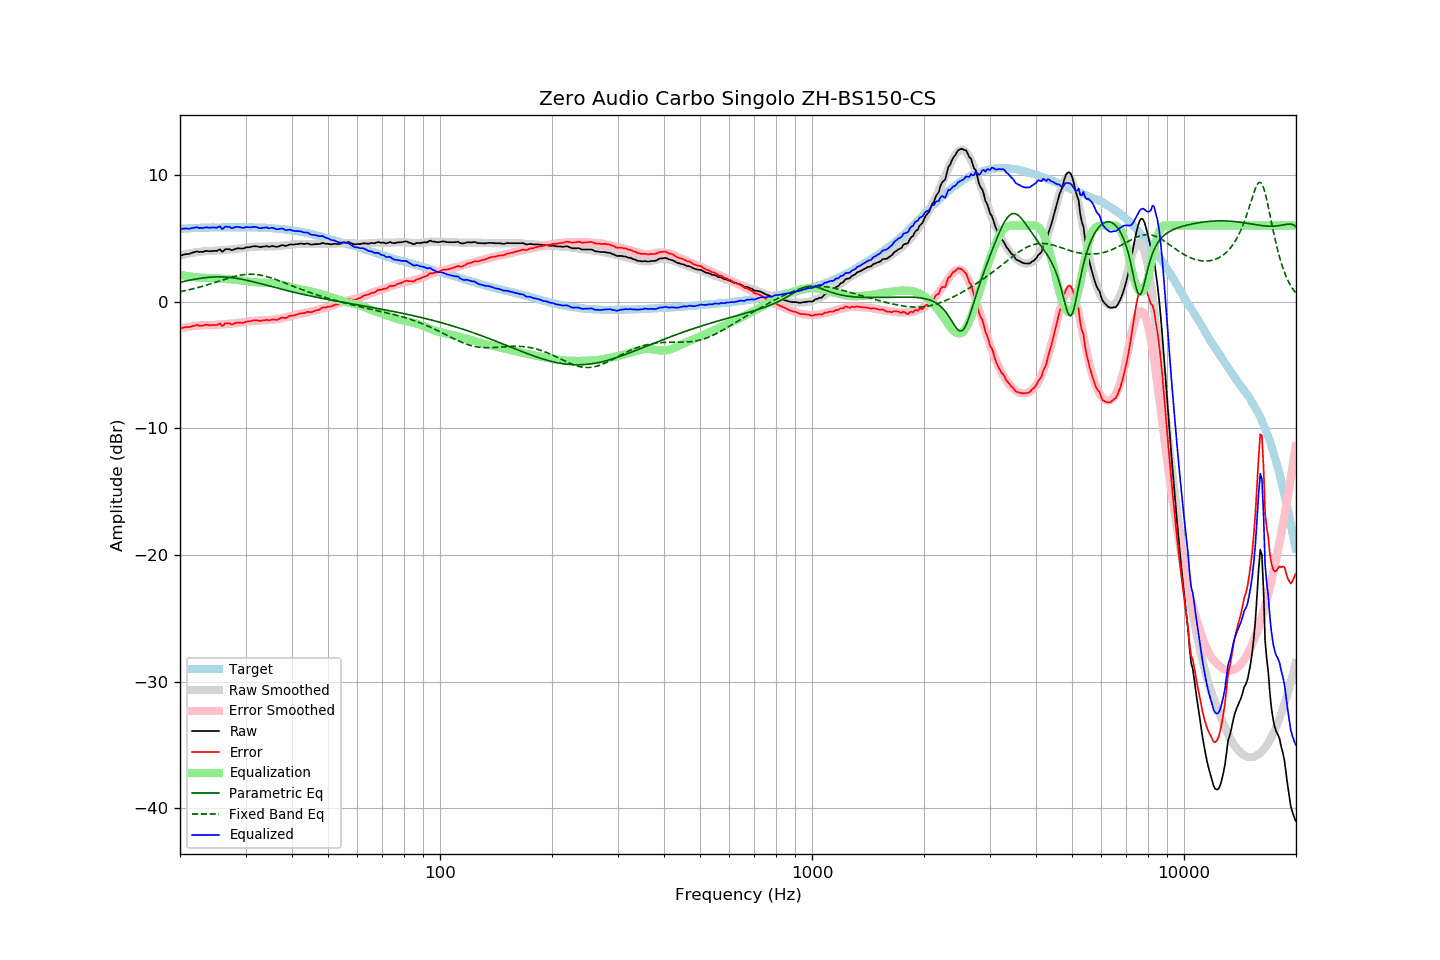 Zero Audio Carbo Singolo ZH-BS150-CS
10
0
−10
−20
−30
−40
Amplitude (dBr)
Target
Raw Smoothed
Error Smoothed
Raw
Error
Equalization
Parametric Eq
Fixed Band Eq
Equalized
100
1000
10000
Frequency (Hz)